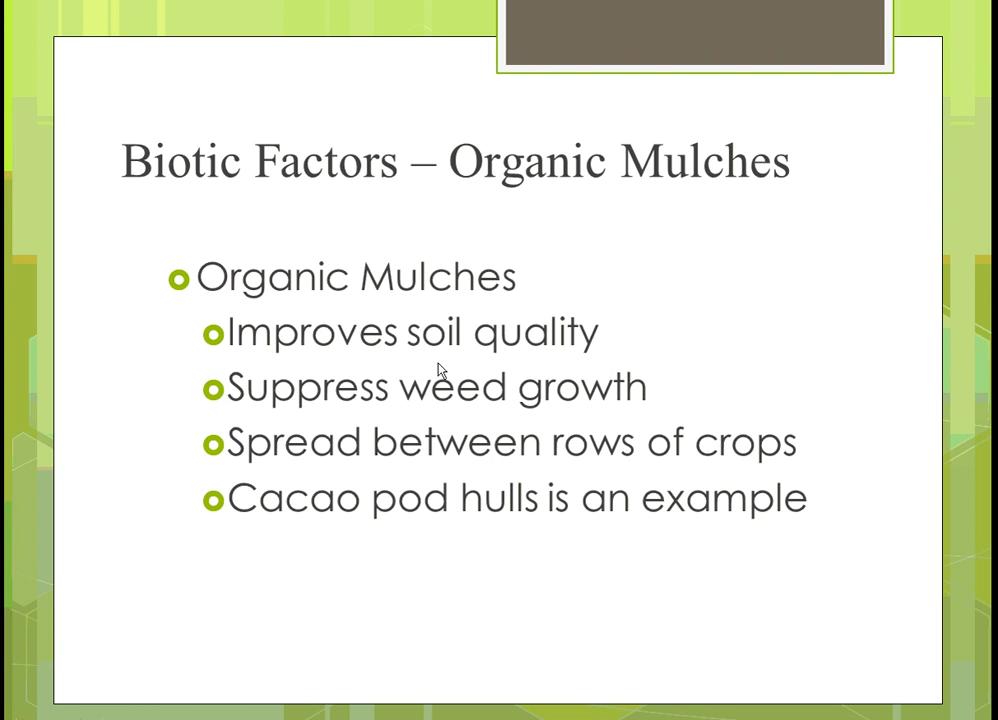 Biotic Factors – Organic Mulches
Organic Mulches
Improves soil quality
Suppress weed growth
Spread between rows of crops
Cacao pod hulls is an example